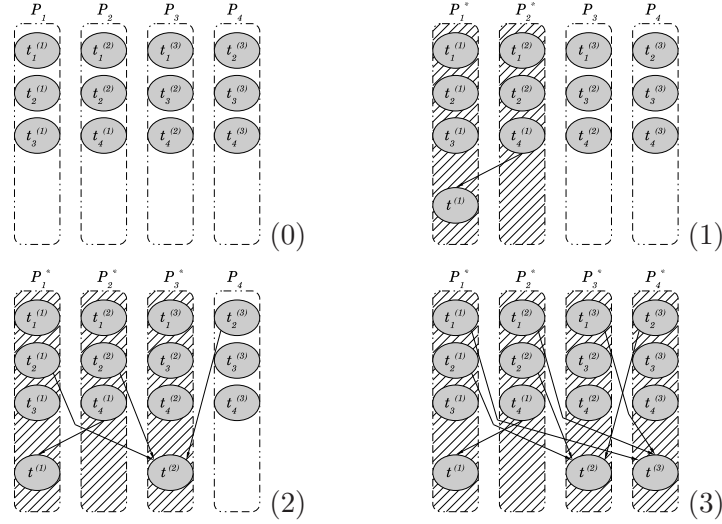 P₁ P₂ P₃ P₄
t₁⁽¹⁾ t₁⁽²⁾ t₁⁽³⁾ t₂⁽³⁾
t₂⁽¹⁾ t₂⁽²⁾ t₃⁽²⁾ t₃⁽³⁾
t₃⁽¹⁾ t₄⁽¹⁾ t₄⁽²⁾ t₄⁽³⁾
(0)
P₁* P₂* P₃ P₄
t₁⁽¹⁾ t₁⁽²⁾ t₁⁽³⁾ t₂⁽³⁾
t₂⁽¹⁾ t₂⁽²⁾ t₃⁽²⁾ t₃⁽³⁾
t₃⁽¹⁾ t₄⁽¹⁾ t₄⁽²⁾ t₄⁽³⁾
t⁽¹⁾
(1)
P₁* P₂* P₃* P₄
t₁⁽¹⁾ t₁⁽²⁾ t₁⁽³⁾ t₂⁽³⁾
t₂⁽¹⁾ t₂⁽²⁾ t₃⁽²⁾ t₃⁽³⁾
t₃⁽¹⁾ t₄⁽¹⁾ t₄⁽²⁾ t₄⁽³⁾
t⁽¹⁾ t⁽²⁾
(2)
P₁* P₂* P₃* P₄*
t₁⁽¹⁾ t₁⁽²⁾ t₁⁽³⁾ t₂⁽³⁾
t₂⁽¹⁾ t₂⁽²⁾ t₃⁽²⁾ t₃⁽³⁾
t₃⁽¹⁾ t₄⁽¹⁾ t₄⁽²⁾ t₄⁽³⁾
t⁽¹⁾ t⁽²⁾ t⁽³⁾
(3)